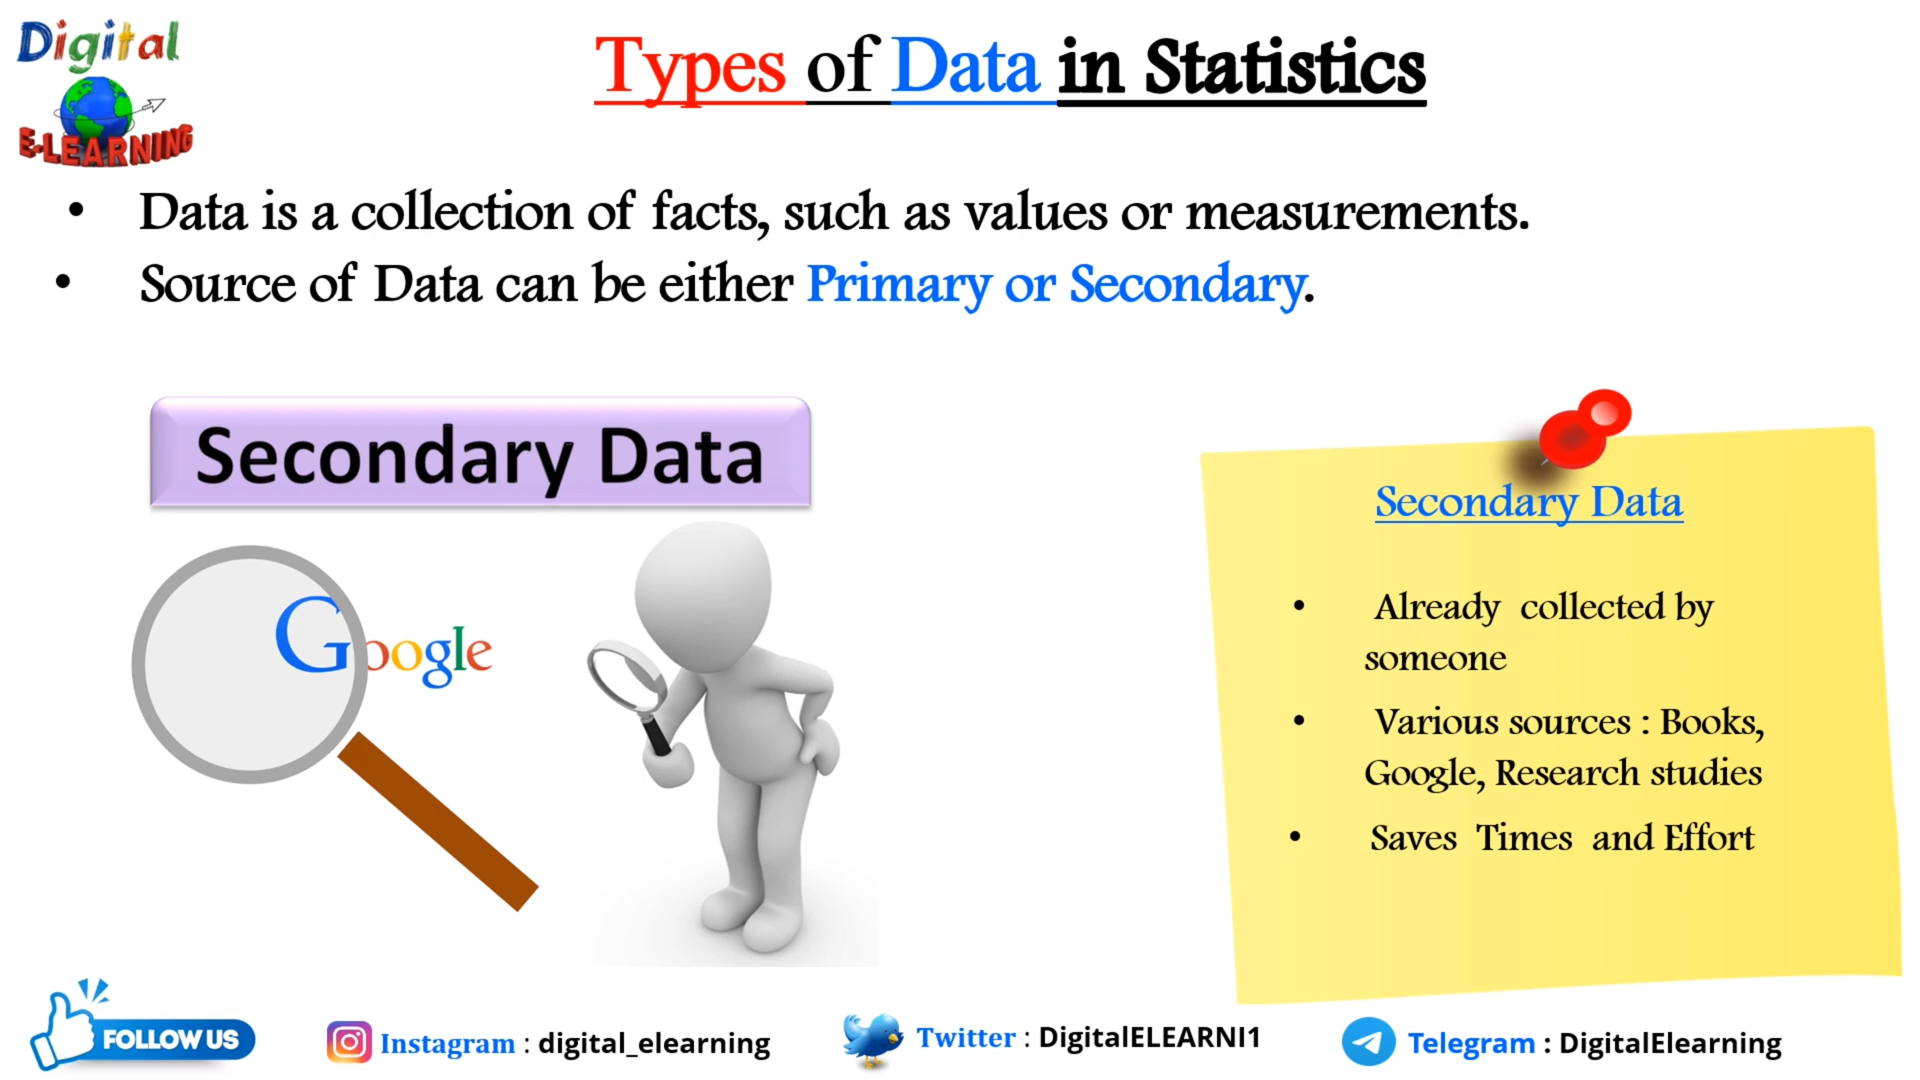 Digital
E-LEARNING
Types of Data in Statistics
• Data is a collection of facts, such as values or measurements.
• Source of Data can be either Primary or Secondary.
Secondary Data
Google
Secondary Data
• Already collected by
someone
• Various sources : Books,
Google, Research studies
• Saves Times and Effort
FOLLOW US
Instagram : digital_elearning
Twitter : DigitalELEARNI1
Telegram : DigitalElearning